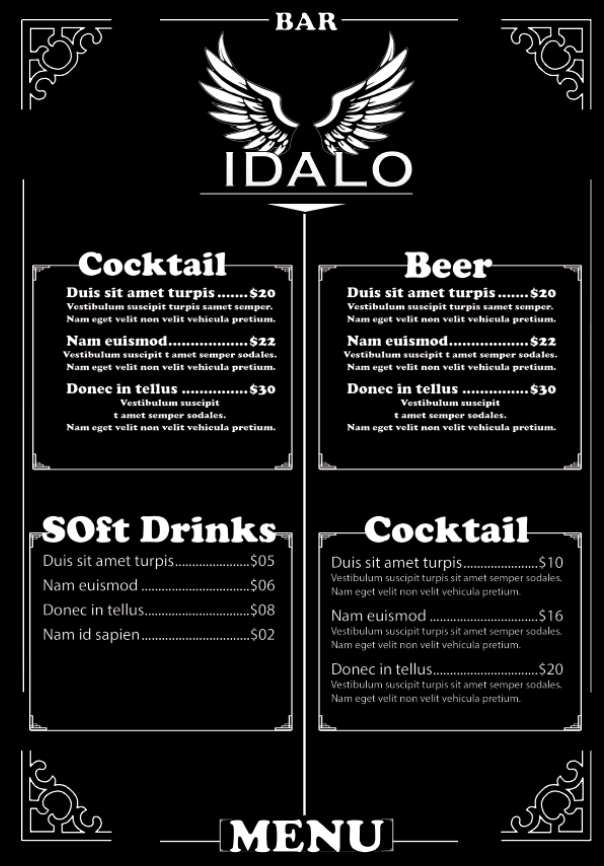 BAR
IDALO
Cocktail
Duis sit amet turpis.......$20
Vestibulum suscipit turpis samet semper.
Nam eget velit non velit vehicula pretium.
Nam euismod..................$22
Vestibulum suscipit t amet semper sodales.
Nam eget velit non velit vehicula pretium.
Donec in tellus ...............$30
Vestibulum suscipit
t amet semper sodales.
Nam eget velit non velit vehicula pretium.
Beer
Duis sit amet turpis.......$20
Vestibulum suscipit turpis samet semper.
Nam eget velit non velit vehicula pretium.
Nam euismod..................$22
Vestibulum suscipit t amet semper sodales.
Nam eget velit non velit vehicula pretium.
Donec in tellus ...............$30
Vestibulum suscipit
t amet semper sodales.
Nam eget velit non velit vehicula pretium.
SOft Drinks
Duis sit amet turpis.......................$05
Nam euismod .................................$06
Donec in tellus................................$08
Nam id sapien.................................$02
Cocktail
Duis sit amet turpis.......................$10
Vestibulum suscipit turpis sit amet semper sodales.
Nam eget velit non velit vehicula pretium.
Nam euismod .................................$16
Vestibulum suscipit turpis sit amet semper sodales.
Nam eget velit non velit vehicula pretium.
Donec in tellus................................$20
Vestibulum suscipit turpis sit amet semper sodales.
Nam eget velit non velit vehicula pretium.
MENU